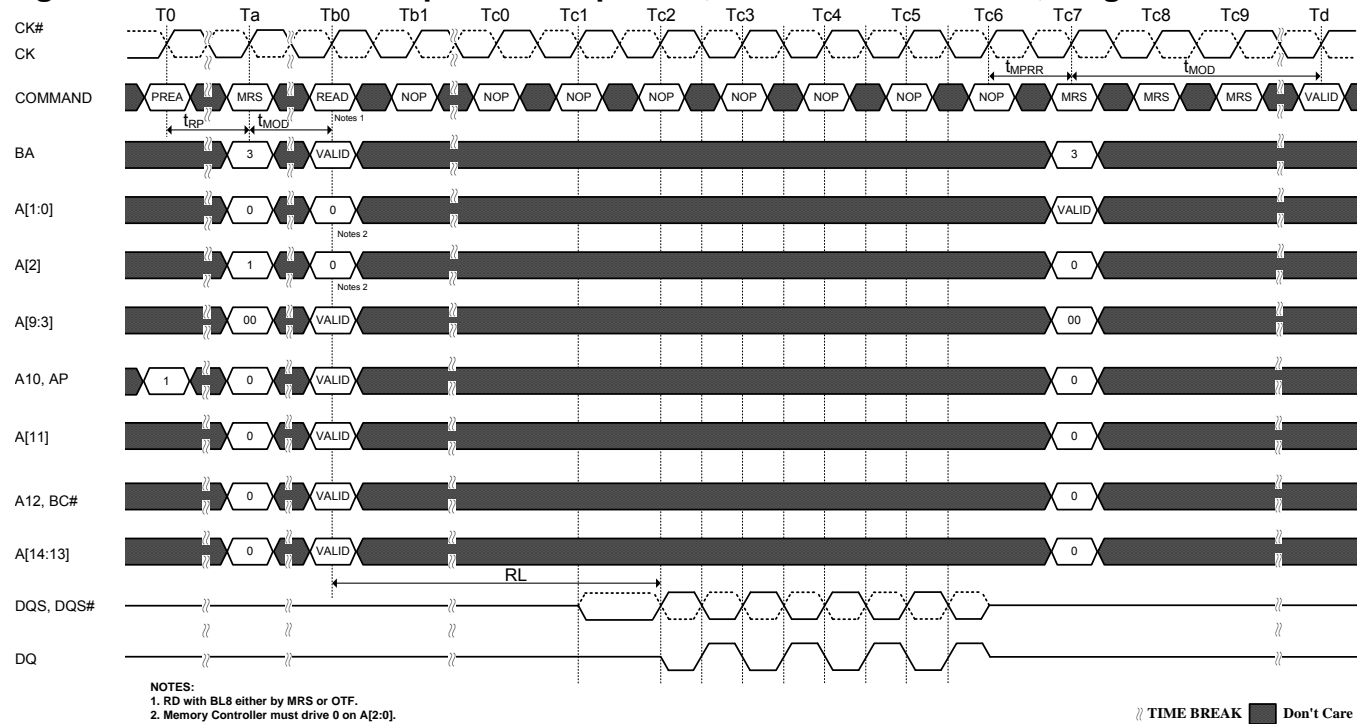 T0 Ta Tb0 Tb1 Tc0 Tc1 Tc2 Tc3 Tc4 Tc5 Tc6 Tc7 Tc8 Tc9 Td
CK#
CK
tMPRR tMOD
COMMAND PREA MRS READ NOP NOP NOP NOP NOP NOP NOP NOP MRS MRS MRS VALID
Notes 1
tRP tMOD
BA 3 VALID 3
A[1:0] 0 0 VALID
Notes 2
A[2] 1 0 0
Notes 2
A[9:3] 00 VALID 00
A10, AP 1 0 VALID 0
A[11] 0 VALID 0
A12, BC# 0 VALID 0
A[14:13] 0 VALID 0
RL
DQS, DQS#
DQ
NOTES:
1. RD with BL8 either by MRS or OTF.
2. Memory Controller must drive 0 on A[2:0].
TIME BREAK Don't Care